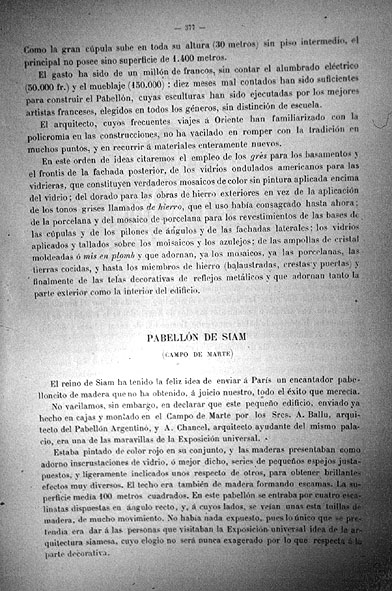 — 377 —
Como la gran cúpula sube en toda su altura (30 metros) sin piso intermedio, el
principal no posee sino superficie de 1.400 metros.
El gasto ha sido de un millón de francos, sin contar el alumbrado eléctrico
(50.000 fr.) y el mueblaje (150.000) : diez meses mal contados han sido suficientes
para construir el Pabellón, cuyas esculturas han sido ejecutadas por los mejores
artistas franceses, elegidos en todos los géneros, sin distinción de escuela.
El arquitecto, cuyos frecuentes viajes á Oriente han familiarizado con la
policromia en las construcciones, no ha vacilado en romper con la tradición en
muchos puntos, y en recurrir á materiales enteramente nuevos.
En este orden de ideas citaremos el empleo de los grès para los basamentos y
el frontis de la fachada posterior, de los vidrios ondulados americanos para las
vidrieras, que constituyen verdaderos mosaicos de color sin pintura aplicada encima
del vidrio; del dorado para las obras de hierro exteriores en vez de la aplicación
de los tonos grises llamados de hierro, que el uso había consagrado hasta ahora;
de la porcelana y del mosaico de porcelana para los revestimientos de las bases de
las cúpulas y de los pilones de ángulos y de las fachadas laterales; los vidrios
aplicados y tallados sobre los moisaicos y los azulejos; de las ampollas de cristal
moldeadas ó mis en plomb y que adornan, ya los mosaicos, ya las porcelanas, las
tierras cocidas, y hasta los miembros de hierro (balaustradas, crestas y puertas) y
finalmente de las telas decorativas de reflejos metálicos y que adornan tanto la
parte exterior como la interior del edificio.
PABELLÓN DE SIAM
(CAMPO DE MARTE)
El reino de Siam ha tenido la feliz idea de enviar á París un encantador pabe-
lloncito de madera que no ha obtenido, á juicio nuestro, todo el éxito que merecia.
No vacilamos, sin embargo, en declarar que este pequeño edificio, enviado ya
hecho en cajas y montado en el Campo de Marte por los Sres. A. Ballu, arqui-
tecto del Pabellón Argentino, y A. Chancel, arquitecto ayudante del mismo pala-
cio, era una de las maravillas de la Exposición universal.
Estaba pintado de color rojo en su conjunto, y las maderas presentaban como
adorno inscrustaciones de vidrio, ó mejor dicho, series de pequeños espejos insta-
puestos, y ligeramente inclinados unos respecto de otros, para obtener brillantes
efectos muy diversos. El techo era también de madera formando escamas. La su-
perficie media 400 metros cuadrados. En este pabellón se entraba por cuatro esca-
linatas dispuestas en ángulo recto, y, á cuyos lados, se veian unas esta tuillas de
madera, de mucho movimiento. No había nada expuesto, pues lo único que se pre-
tendia era dar á las personas que visitaban la Exposición universal idea de la ar-
quitectura siamesa, cuyo elogio no será nunca exagerado por lo que respecta á la
parte decorativa.